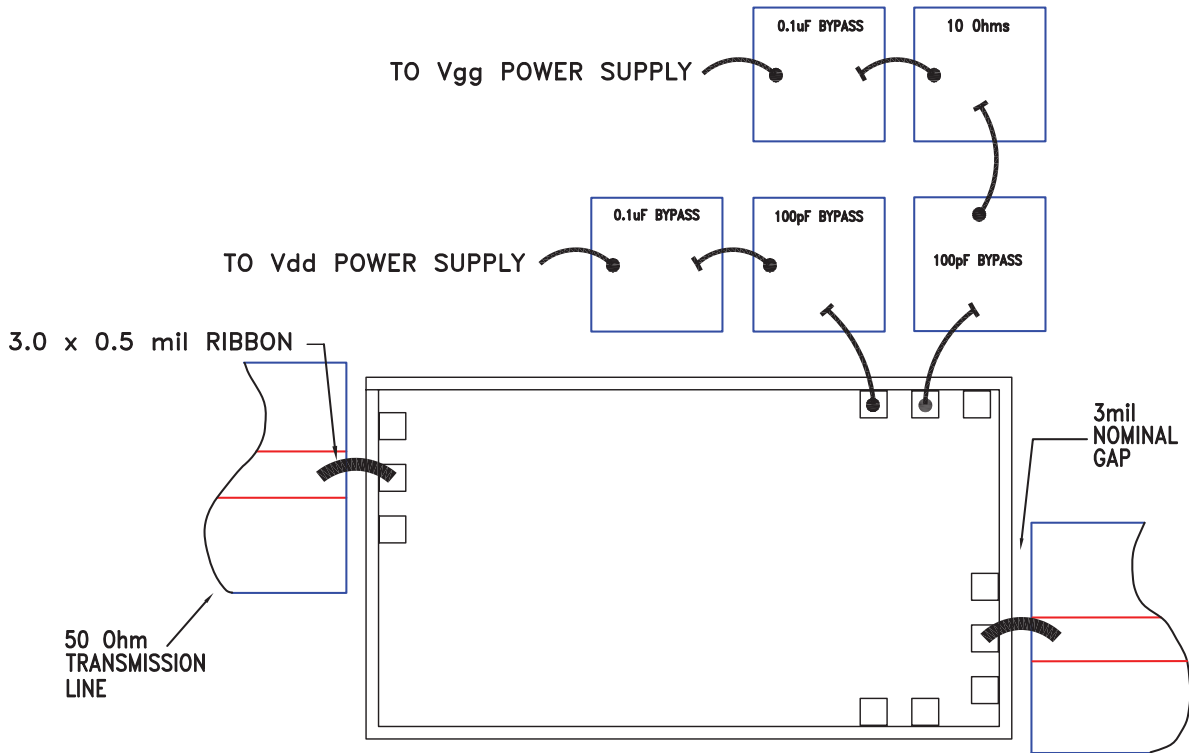 0.1uF BYPASS
10 Ohms
TO Vgg POWER SUPPLY
0.1uF BYPASS
100pF BYPASS
100pF BYPASS
TO Vdd POWER SUPPLY
3.0 x 0.5 mil RIBBON
3mil
NOMINAL
GAP
50 Ohm
TRANSMISSION
LINE